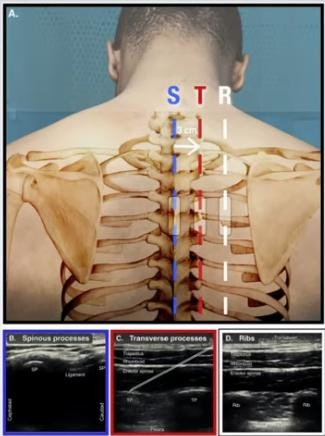 A.
S T R
3 cm
B. Spinous processes
SP
SP
Ligament
Cephalad
Caudad
C. Transverse processes
Trapezius
Rhomboid
Erector spinae
TP
TP
Pleura
D. Ribs
Trapezius
Rhomboid
Erector spinae
Rib
Rib